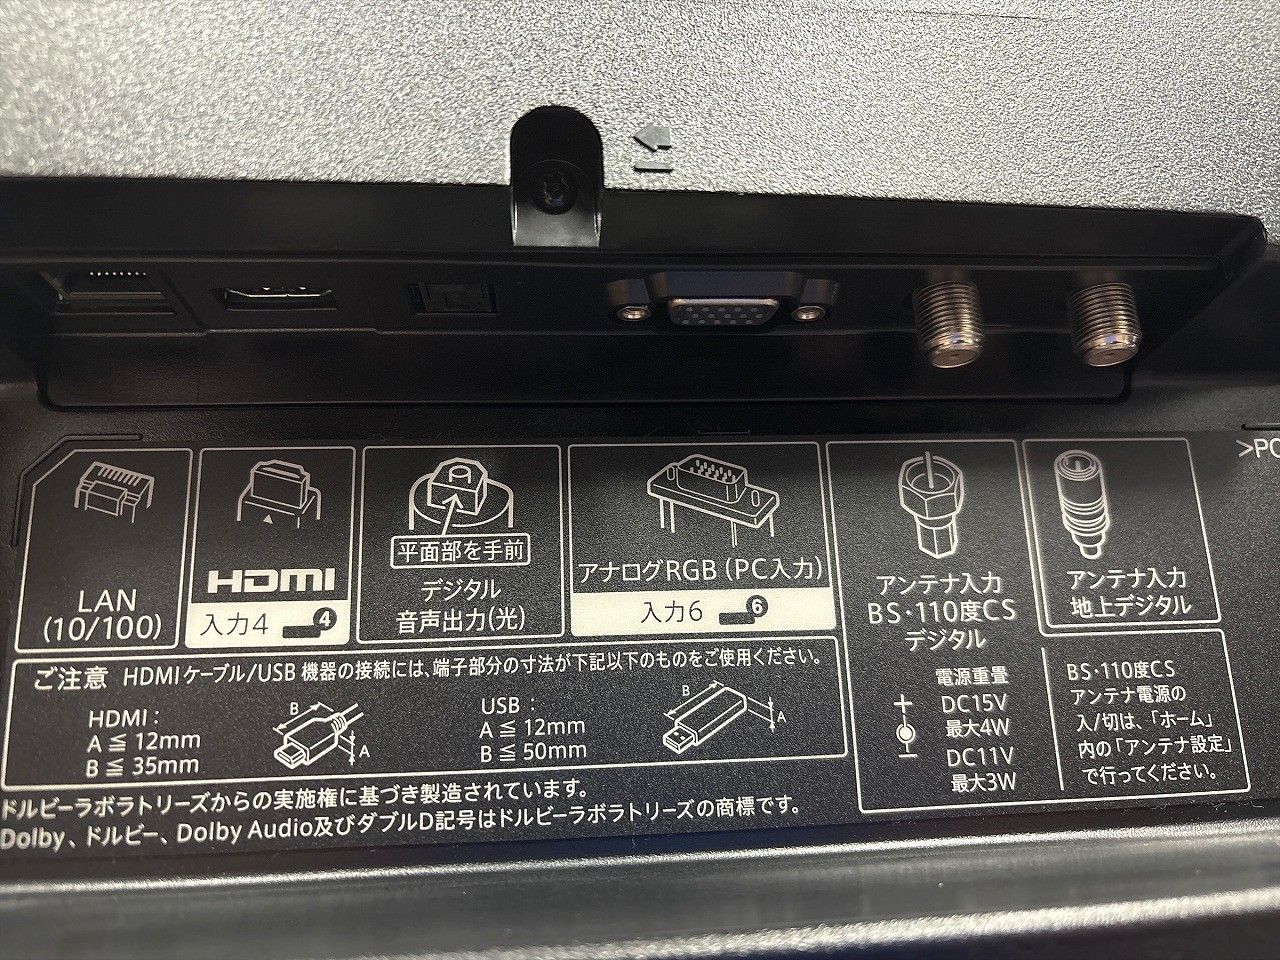 >PC
LAN
(10/100)
HDMI
入力4 4
平面部を手前
デジタル
音声出力(光)
アナログRGB（PC入力）
入力6 6
アンテナ入力
BS・110度CS
デジタル
アンテナ入力
地上デジタル
ご注意 HDMIケーブル/USB 機器の接続には、端子部分の寸法が下記以下のものをご使用ください。
HDMI：
A ≦ 12mm
B ≦ 35mm
B
A
USB：
A ≦ 12mm
B ≦ 50mm
B
A
電源重畳
＋ DC15V
最大4W
− DC11V
最大3W
BS・110度CS
アンテナ電源の
入/切は、「ホーム」
内の「アンテナ設定」
で行ってください。
ドルビーラボラトリーズからの実施権に基づき製造されています。
Dolby、ドルビー、Dolby Audio及びダブルD記号はドルビーラボラトリーズの商標です。